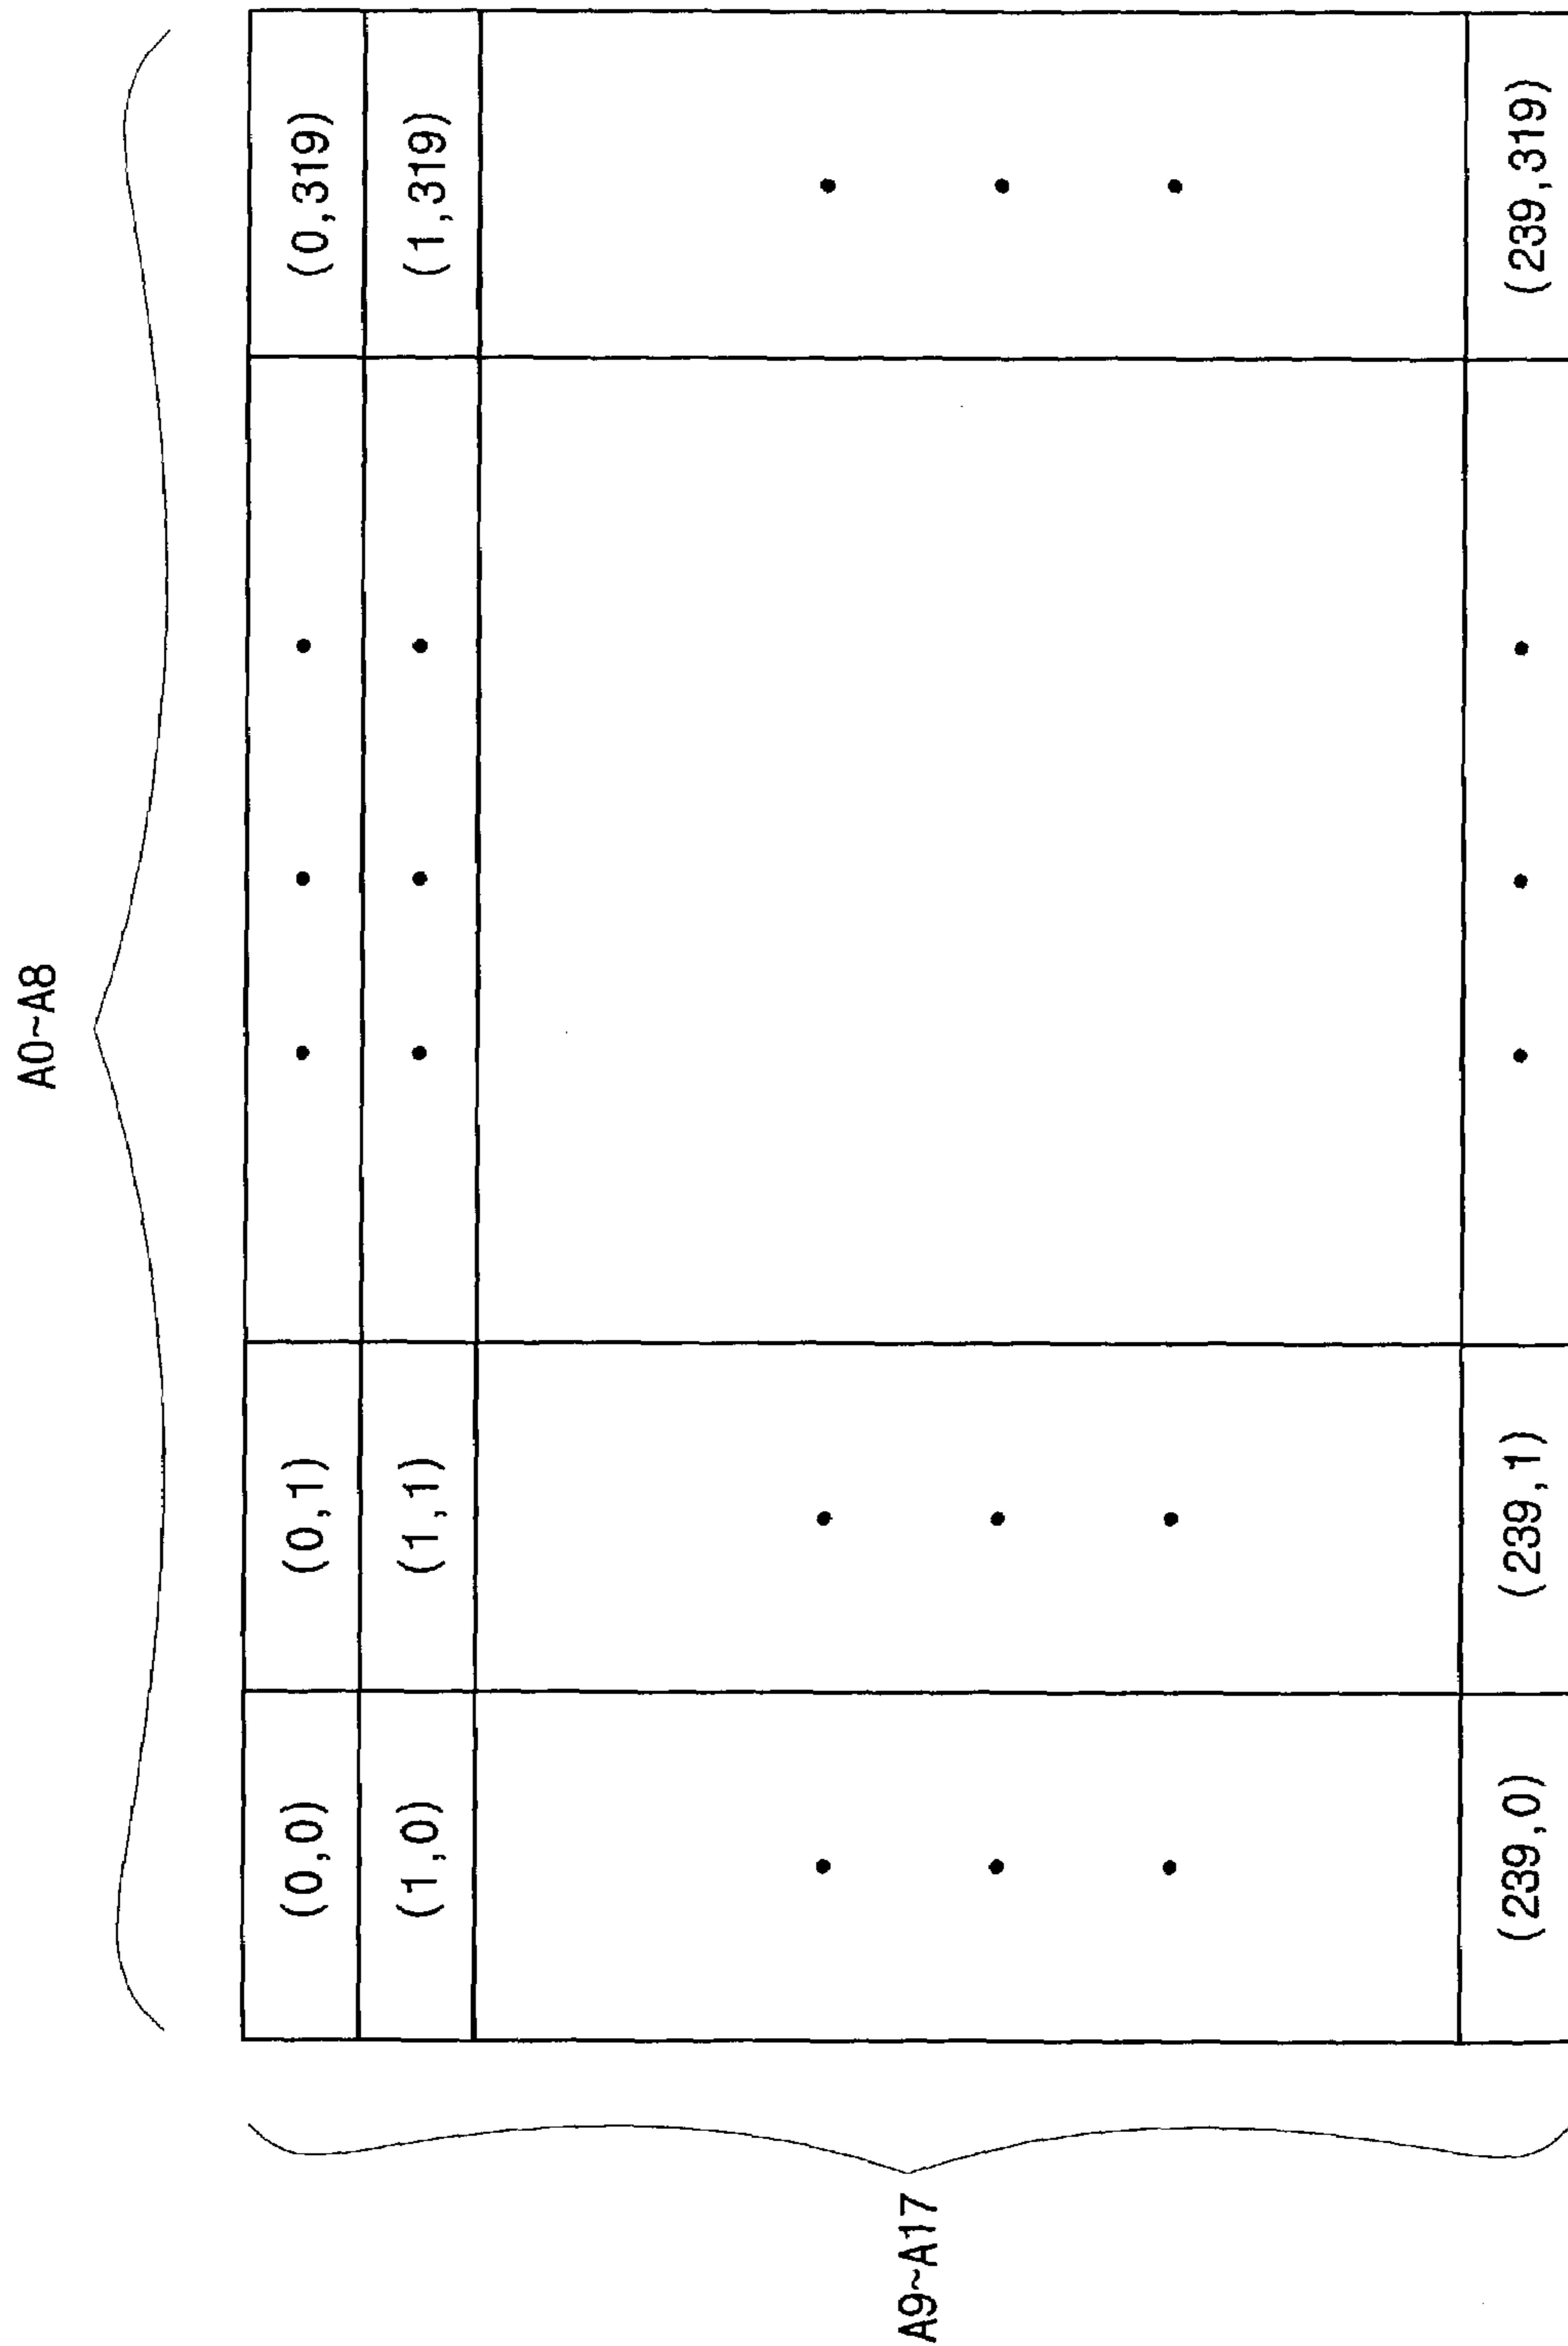 A0~A8
(0,0) (0,1) (0,319)
(1,0) (1,1) (1,319)
A9~A17
(239,0) (239,1) (239,319)